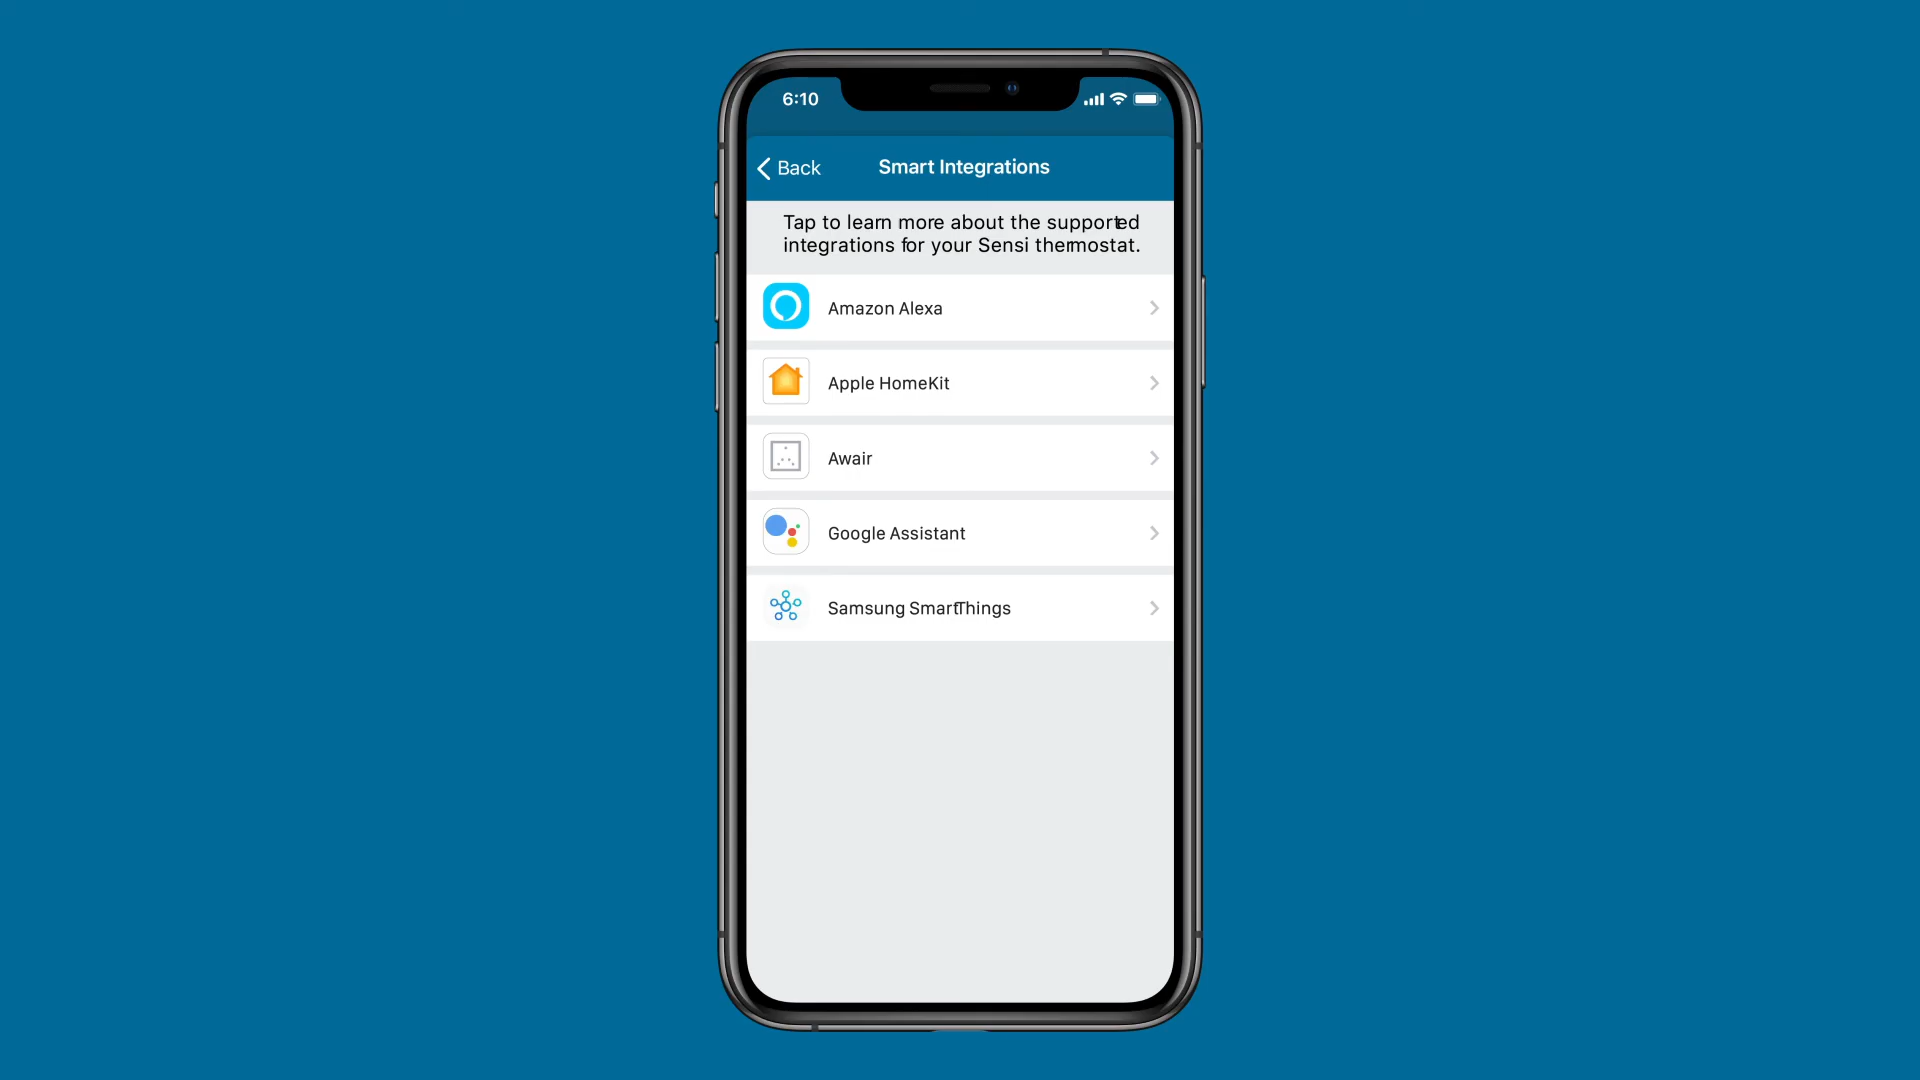 6:10
Back
Smart Integrations
Tap to learn more about the supported
integrations for your Sensi thermostat.
Amazon Alexa
Apple HomeKit
Awair
Google Assistant
Samsung SmartThings